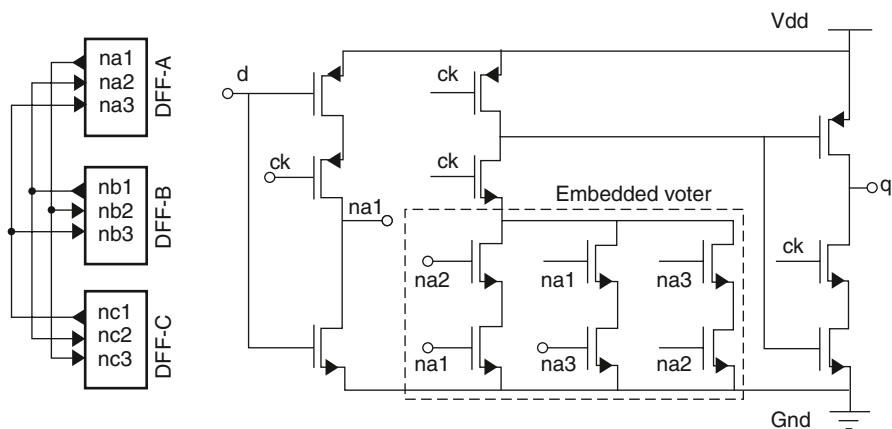 na1
na2
na3
DFF-A
nb1
nb2
nb3
DFF-B
nc1
nc2
nc3
DFF-C
Vdd
d
ck
ck
ck
na1
Embedded voter
q
na2
na1
na3
ck
na1
na3
na2
Gnd